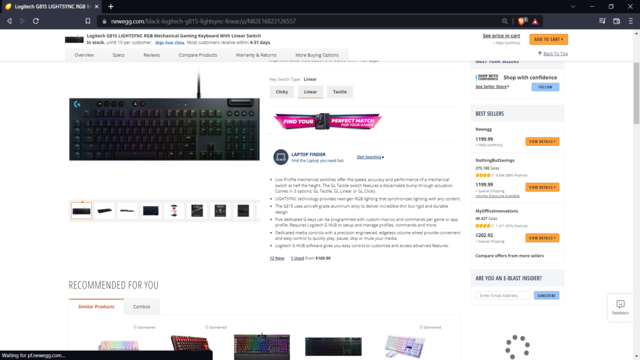 Logitech G815 LIGHTSYNC RGB M
newegg.com/black-logitech-g815-lightsync-linear/p/N82E16823126557
Logitech G815 LIGHTSYNC RGB Mechanical Gaming Keyboard With Linear Switch
In stock. Limit 10 per customer. Ships from China. Most customers receive within 4-31 days.
See price in cart
+ FREE SHIPPING
ADD TO CART
Overview
Specs
Reviews
Compare Products
Warranty & Returns
More Buying Options
Back To Top
Key Switch Type: Linear
Clicky
Linear
Tactile
FIND YOUR PERFECT MATCH
FOR YOUR GAMING
LAPTOP FINDER
Find the Laptop you need fast.
Start Searching
Low Profile mechanical switches offer the speed, accuracy and performance of a mechanical
switch at half the height. The GL Tactile switch features a discernable bump through actuation.
Comes in 3 options: GL Tactile, GL Linear or GL Clicky.
LIGHTSYNC technology provides next-gen RGB lighting that synchronizes lighting with any content.
The G815 uses aircraft-grade aluminum alloy to deliver incredible thin but rigid and durable
design.
Five dedicated G keys can be programmed with custom macros and commands per game or app
profile. Requires Logitech G HUB to setup and manage profiles, commands and more.
Dedicated media controls with a precision engineered, edgeless volume wheel provide convenient
and easy control to quickly play, pause, skip or mute your media.
Logitech G HUB software gives you easy control to customize and access advanced features.
12 New
1 Used from $169.99
MEET YOUR SELLERS
SHOP WITH CONFIDENCE
Shop with confidence
See Seller Store
FOLLOW
BEST SELLERS
Newegg
$199.99
+ FREE SHIPPING
VIEW DETAILS
NothingButSavings
$199.99
+ Special Shipping
Volume Discounts Available
VIEW DETAILS
MyOfficeInnovations
$202.92
+ Special Shipping
VIEW DETAILS
Compare offers from more sellers
ARE YOU AN E-BLAST INSIDER?
Enter Email Address
SUBSCRIBE
Feedback
RECOMMENDED FOR YOU
Similar Products
Combos
Sponsored
Sponsored
Sponsored
Waiting for pf.newegg.com...